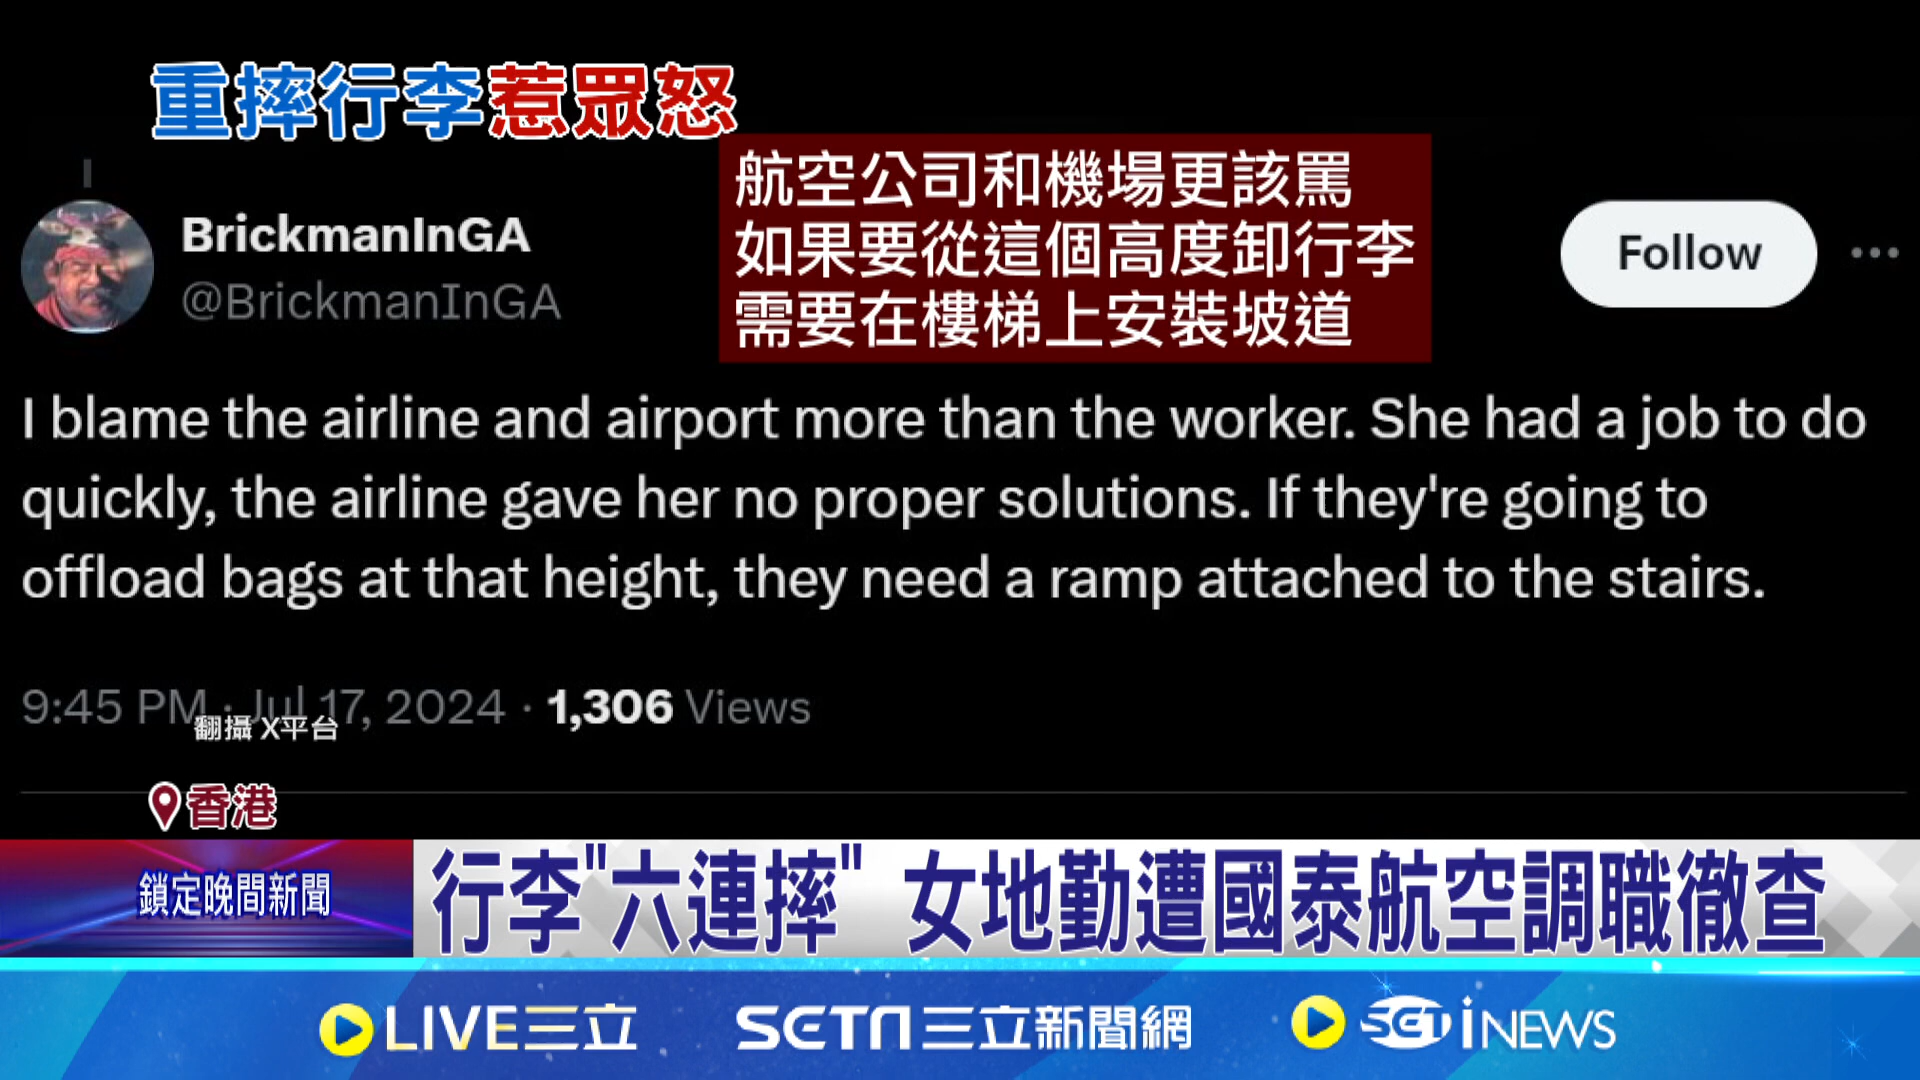 重摔行李惹眾怒
航空公司和機場更該罵
如果要從這個高度卸行李
需要在樓梯上安裝坡道
BrickmanInGA
@BrickmanInGA
Follow
I blame the airline and airport more than the worker. She had a job to do
quickly, the airline gave her no proper solutions. If they're going to
offload bags at that height, they need a ramp attached to the stairs.
9:45 PM · Jul 17, 2024 · 1,306 Views
翻攝 X平台
香港
鎖定晚間新聞
行李"六連摔" 女地勤遭國泰航空調職徹查
LIVE三立
SETN三立新聞網
SETiNEWS